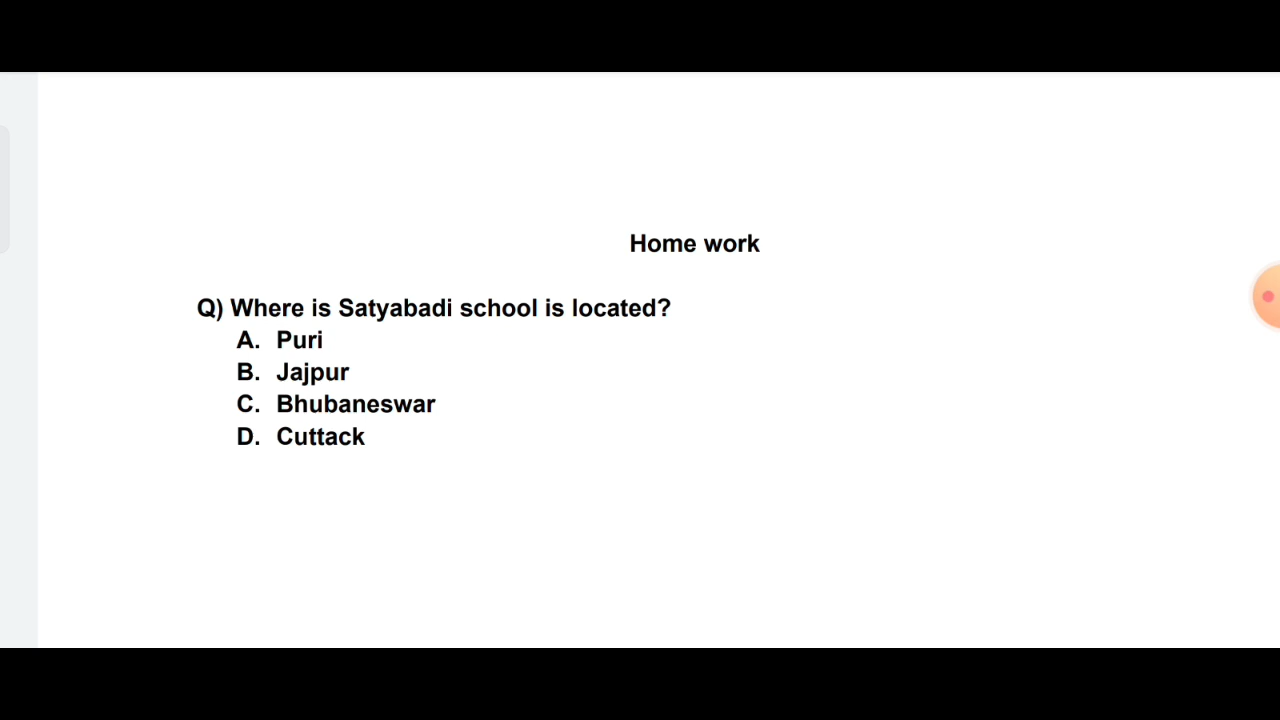 Home work
Q) Where is Satyabadi school is located?
A. Puri
B. Jajpur
C. Bhubaneswar
D. Cuttack